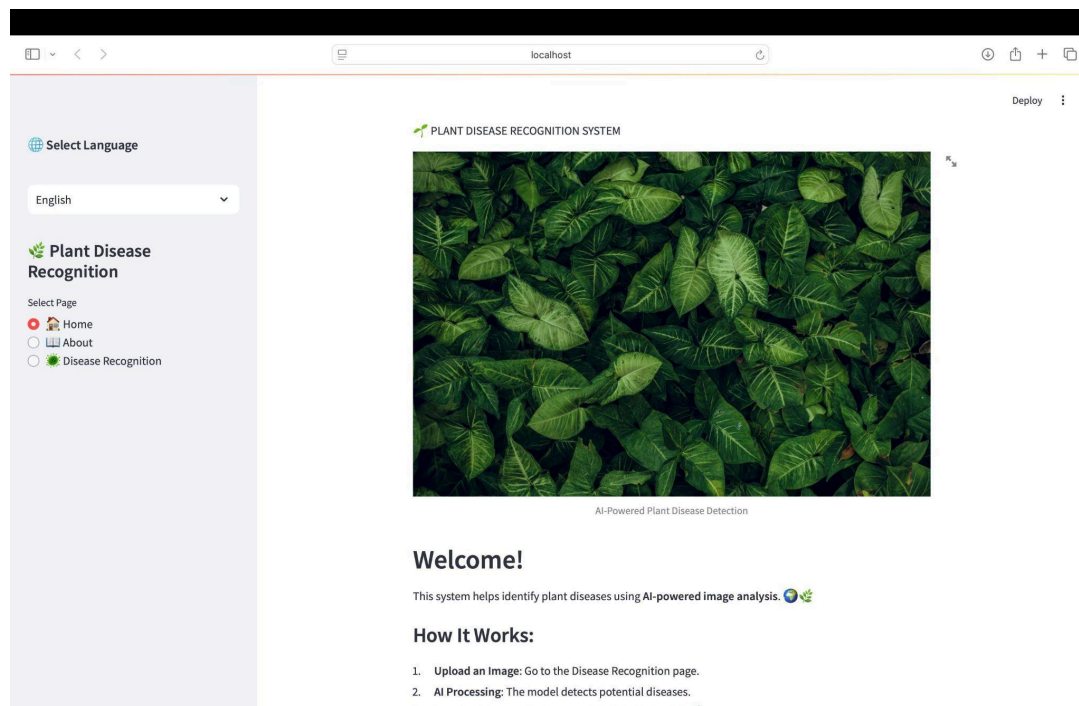 localhost
Deploy
🌐 Select Language
English
🌿 Plant Disease
Recognition
Select Page
🏠 Home
📖 About
🦠 Disease Recognition
🌱 PLANT DISEASE RECOGNITION SYSTEM
AI-Powered Plant Disease Detection
Welcome!
This system helps identify plant diseases using AI-powered image analysis. 🌍🌿
How It Works:
1. Upload an Image: Go to the Disease Recognition page.
2. AI Processing: The model detects potential diseases.